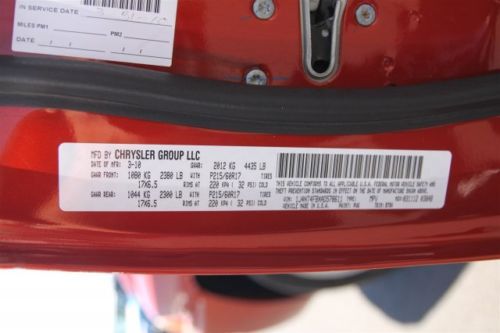 IN SERVICE DATE
MILES PM1 PM2
DATE / / /
MFD BY CHRYSLER GROUP LLC
DATE OF MFR: 3-10 GVWR: 2012 KG 4435 LB
GAWR FRONT: 1080 KG 2380 LB WITH P215/60R17 TIRES
17X6.5 RIMS AT 220 KPA ( 32 PSI) COLD
GAWR REAR: 1044 KG 2300 LB WITH P215/60R17 TIRES
17X6.5 RIMS AT 220 KPA ( 32 PSI) COLD
THIS VEHICLE CONFORMS TO ALL APPLICABLE U.S.A. FEDERAL MOTOR VEHICLE SAFETY AND
THEFT PREVENTION STANDARDS IN EFFECT ON THE DATE OF MANUFACTURE SHOWN ABOVE
TYPE: MPV
MADE IN U.S.A. PAINT: TRIM: